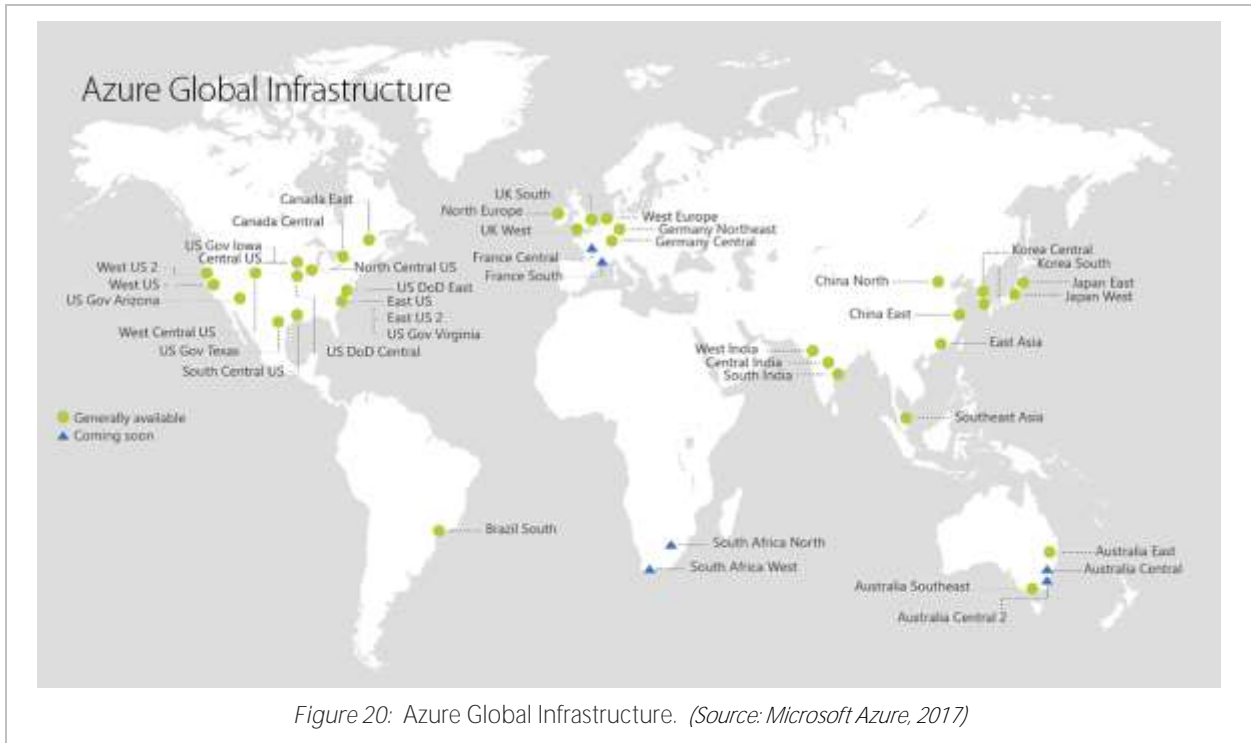 Azure Global Infrastructure
Canada East
Canada Central
US Gov Iowa
Central US
North Central US
West US 2
West US
US Gov Arizona
US DoD East
East US
East US 2
US Gov Virginia
West Central US
US Gov Texas
US DoD Central
South Central US
UK South
North Europe
UK West
West Europe
Germany Northeast
Germany Central
France Central
France South
Korea Central
Korea South
China North
Japan East
Japan West
China East
East Asia
West India
Central India
South India
Southeast Asia
Generally available
Coming soon
Brazil South
South Africa North
South Africa West
Australia East
Australia Central
Australia Southeast
Australia Central 2
Figure 20: Azure Global Infrastructure. (Source: Microsoft Azure, 2017)